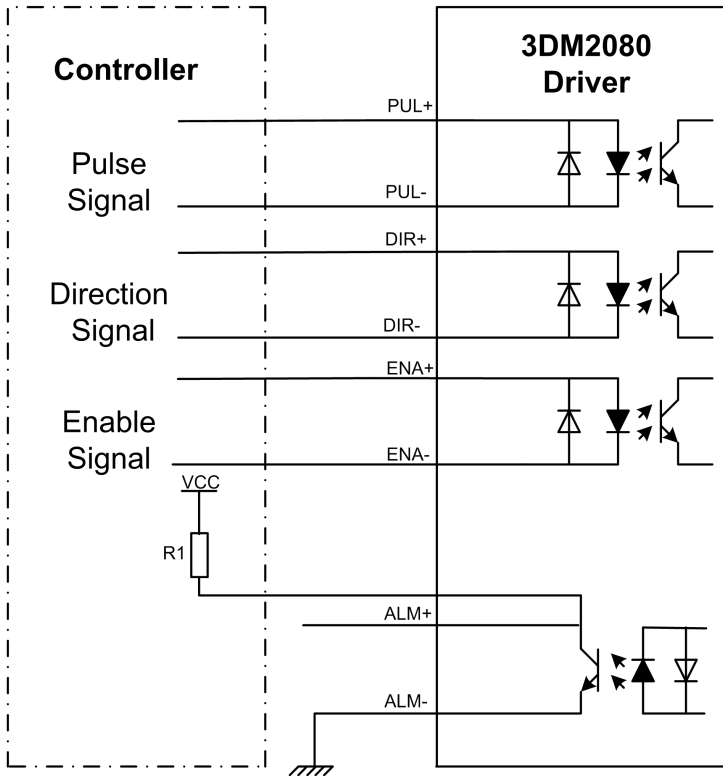 Controller
3DM2080
Driver
PUL+
Pulse
Signal
PUL-
DIR+
Direction
Signal
DIR-
ENA+
Enable
Signal
ENA-
VCC
R1
ALM+
ALM-